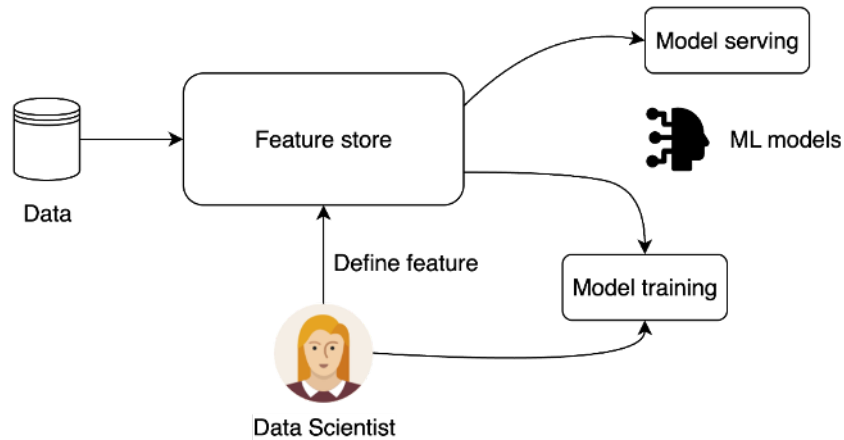 Model serving
Feature store
ML models
Data
Define feature
Model training
Data Scientist